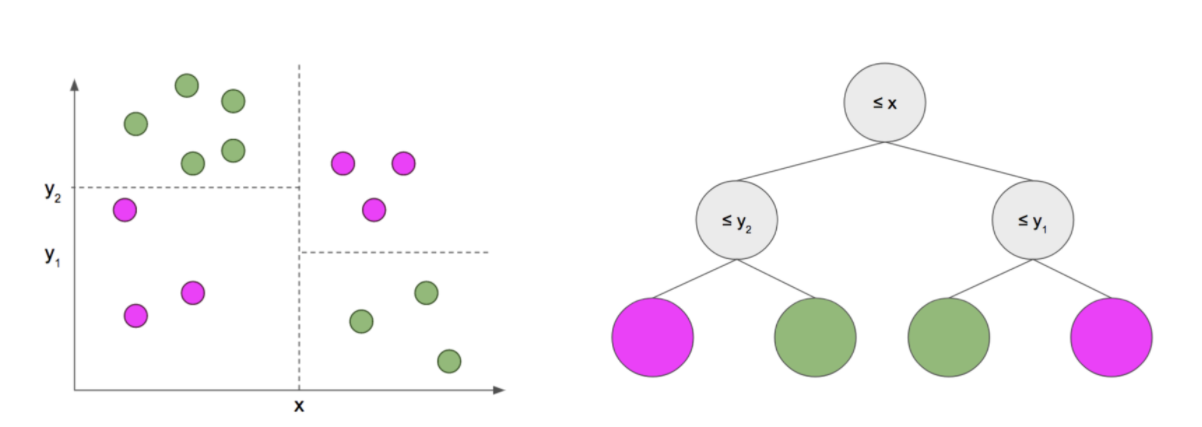 y₂
y₁
x
≤ x
≤ y₂
≤ y₁